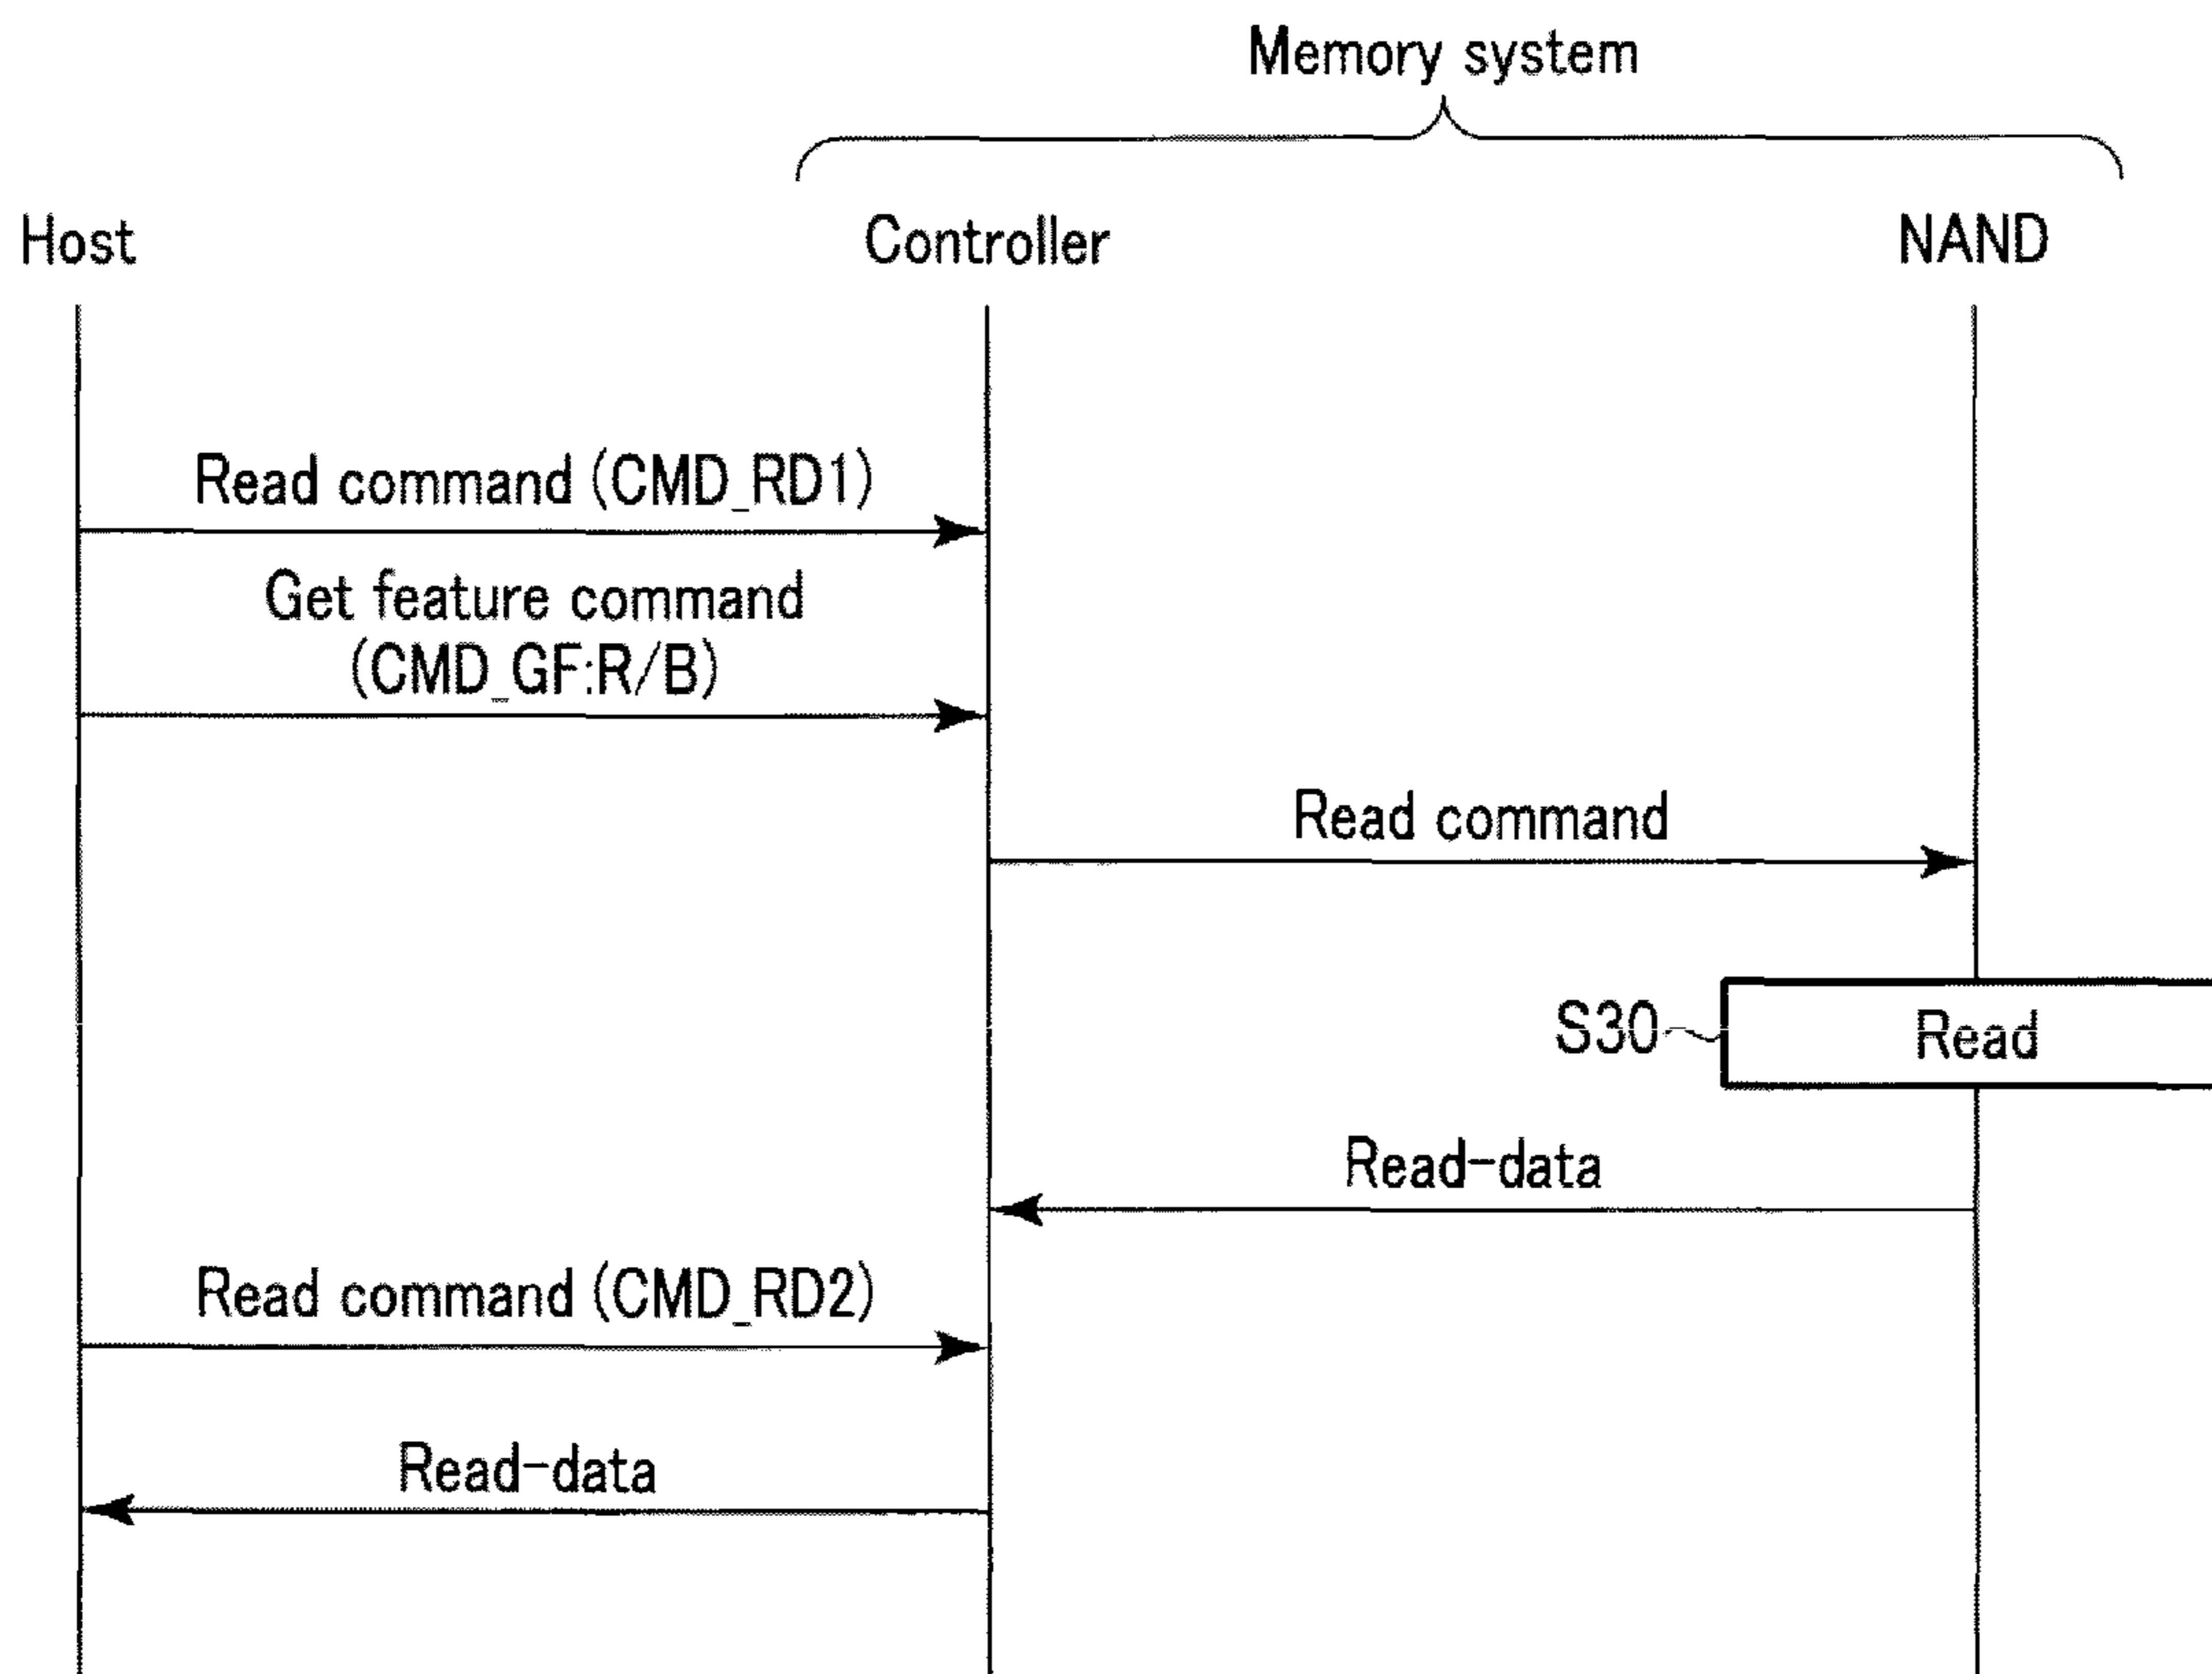 Memory system
Host
Controller
NAND
Read command (CMD_RD1)
Get feature command
(CMD_GF:R/B)
Read command
S30
Read
Read-data
Read command (CMD_RD2)
Read-data